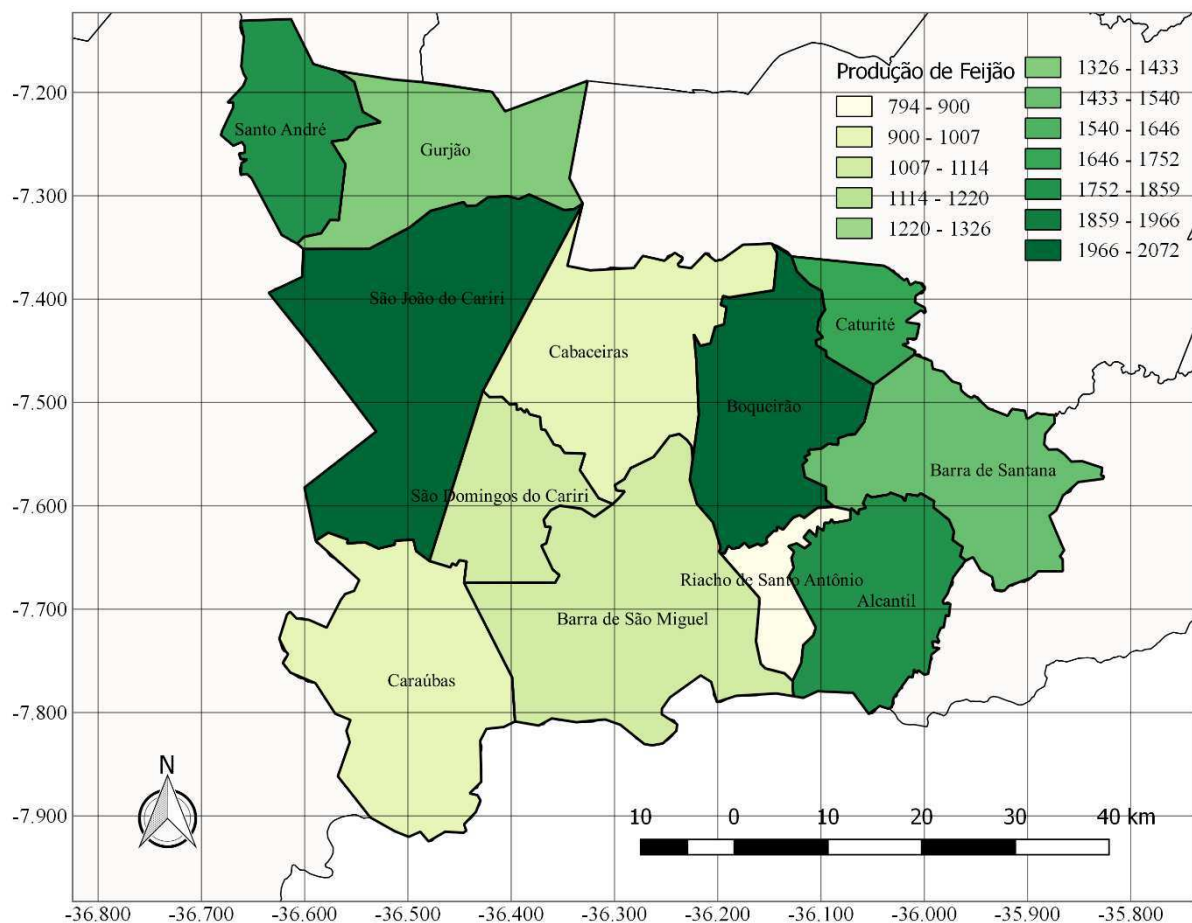 Produção de Feijão
794 - 900
900 - 1007
1007 - 1114
1114 - 1220
1220 - 1326
1326 - 1433
1433 - 1540
1540 - 1646
1646 - 1752
1752 - 1859
1859 - 1966
1966 - 2072
-7.200
-7.300
-7.400
-7.500
-7.600
-7.700
-7.800
-7.900
Santo André
Gurjão
São João do Cariri
Cabaceiras
Caturité
Boqueirão
Barra de Santana
São Domingos do Cariri
Riacho de Santo Antônio
Alcantil
Barra de São Miguel
Caraúbas
N
10 0 10 20 30 40 km
-36.800 -36.700 -36.600 -36.500 -36.400 -36.300 -36.200 -36.100 -36.000 -35.900 -35.800